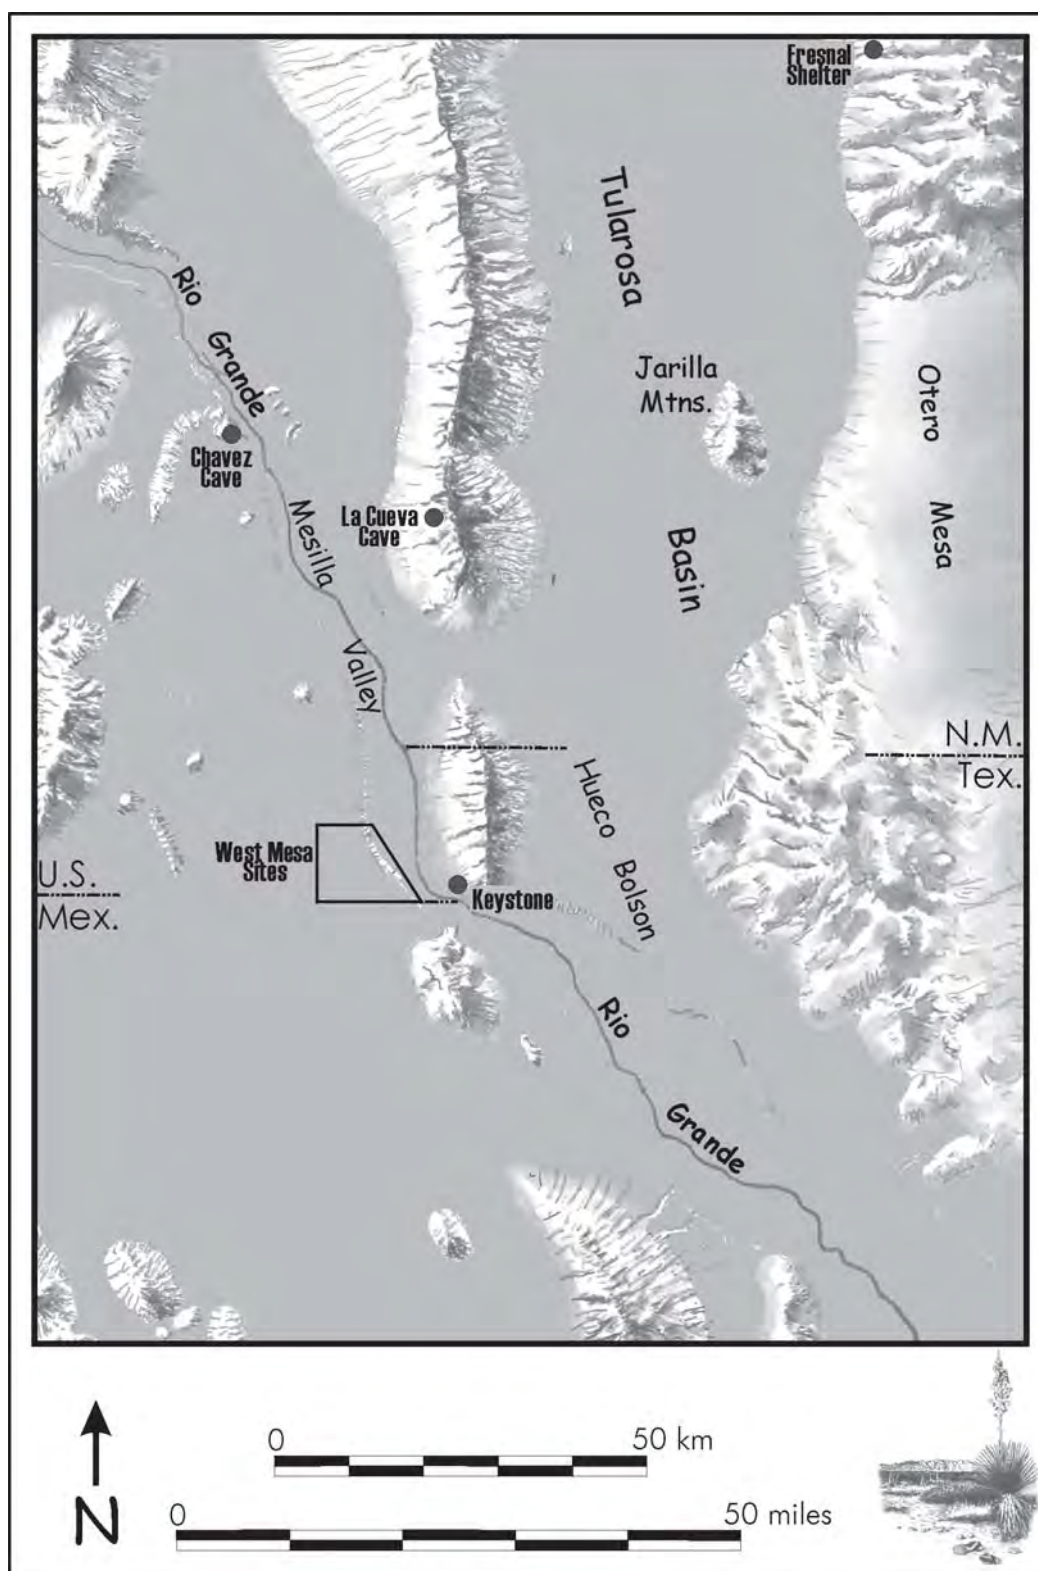 Fresnal
Shelter
Tularosa
Rio
Grande
Jarilla
Mtns.
Otero
Mesa
Chavez
Cave
La Cueva
Cave
Mesilla
Basin
Valley
N.M.
Tex.
Hueco
Bolson
West Mesa
Sites
U.S.
Mex.
Keystone
Rio
Grande
N
0 50 km
0 50 miles